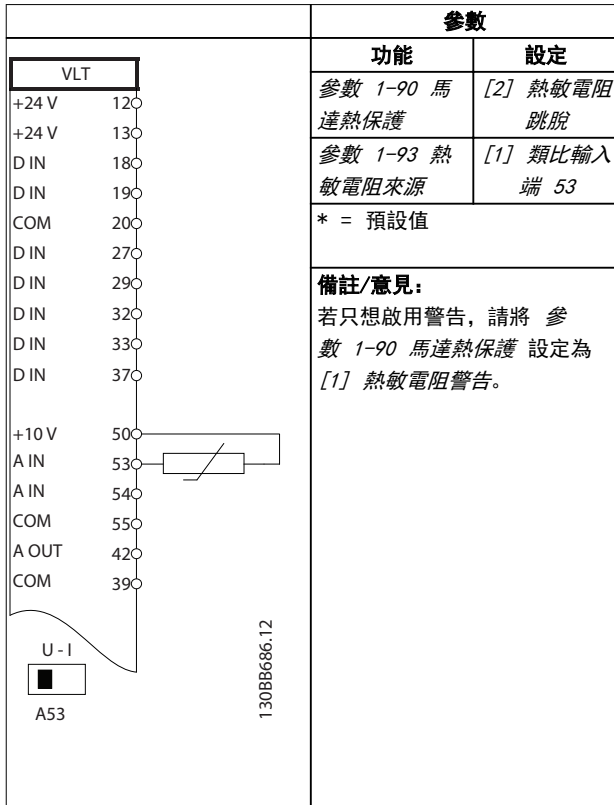 VLT
+24 V 12
+24 V 13
D IN 18
D IN 19
COM 20
D IN 27
D IN 29
D IN 32
D IN 33
D IN 37
+10 V 50
A IN 53
A IN 54
COM 55
A OUT 42
COM 39
U - I
A53
130BB686.12
參數
功能 設定
參數 1-90 馬
達熱保護
[2] 熱敏電阻
跳脫
參數 1-93 熱
敏電阻來源
[1] 類比輸入
端 53
* = 預設值
備註/意見:
若只想啟用警告, 請將 參
數 1-90 馬達熱保護 設定為
[1] 熱敏電阻警告。